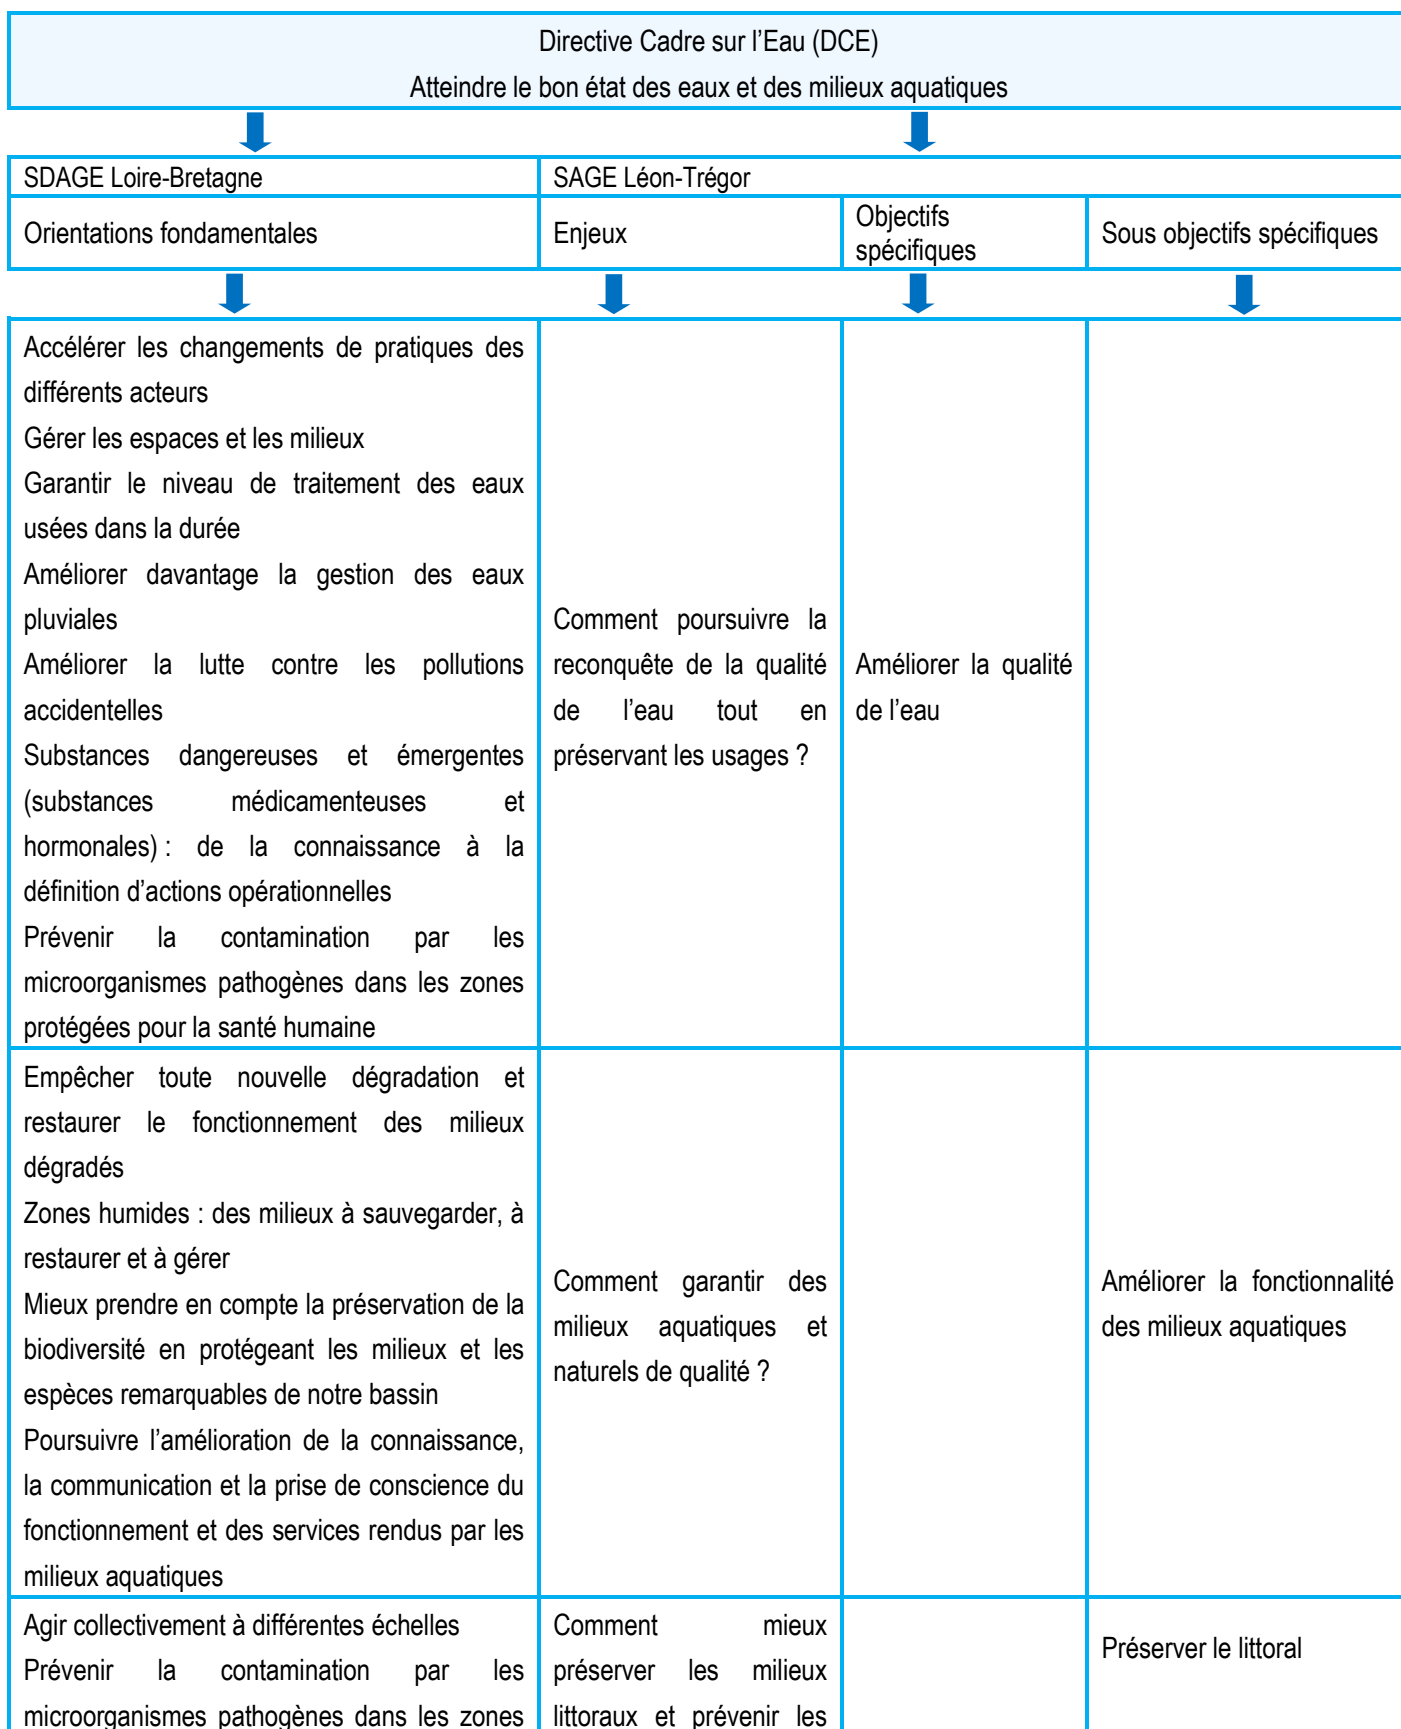 Directive Cadre sur l’Eau (DCE)
Atteindre le bon état des eaux et des milieux aquatiques
SDAGE Loire-Bretagne
SAGE Léon-Trégor
Orientations fondamentales
Enjeux
Objectifs
spécifiques
Sous objectifs spécifiques
Accélérer les changements de pratiques des
différents acteurs
Gérer les espaces et les milieux
Garantir le niveau de traitement des eaux
usées dans la durée
Améliorer davantage la gestion des eaux
pluviales
Améliorer la lutte contre les pollutions
accidentelles
Substances dangereuses et émergentes
(substances médicamenteuses et
hormonales) : de la connaissance à la
définition d’actions opérationnelles
Prévenir la contamination par les
microorganismes pathogènes dans les zones
protégées pour la santé humaine
Comment poursuivre la
reconquête de la qualité
de l’eau tout en
préservant les usages ?
Améliorer la qualité
de l’eau
Empêcher toute nouvelle dégradation et
restaurer le fonctionnement des milieux
dégradés
Zones humides : des milieux à sauvegarder, à
restaurer et à gérer
Mieux prendre en compte la préservation de la
biodiversité en protégeant les milieux et les
espèces remarquables de notre bassin
Poursuivre l’amélioration de la connaissance,
la communication et la prise de conscience du
fonctionnement et des services rendus par les
milieux aquatiques
Comment garantir des
milieux aquatiques et
naturels de qualité ?
Améliorer la fonctionnalité
des milieux aquatiques
Agir collectivement à différentes échelles
Prévenir la contamination par les
microorganismes pathogènes dans les zones
Comment mieux
préserver les milieux
littoraux et prévenir les
Préserver le littoral